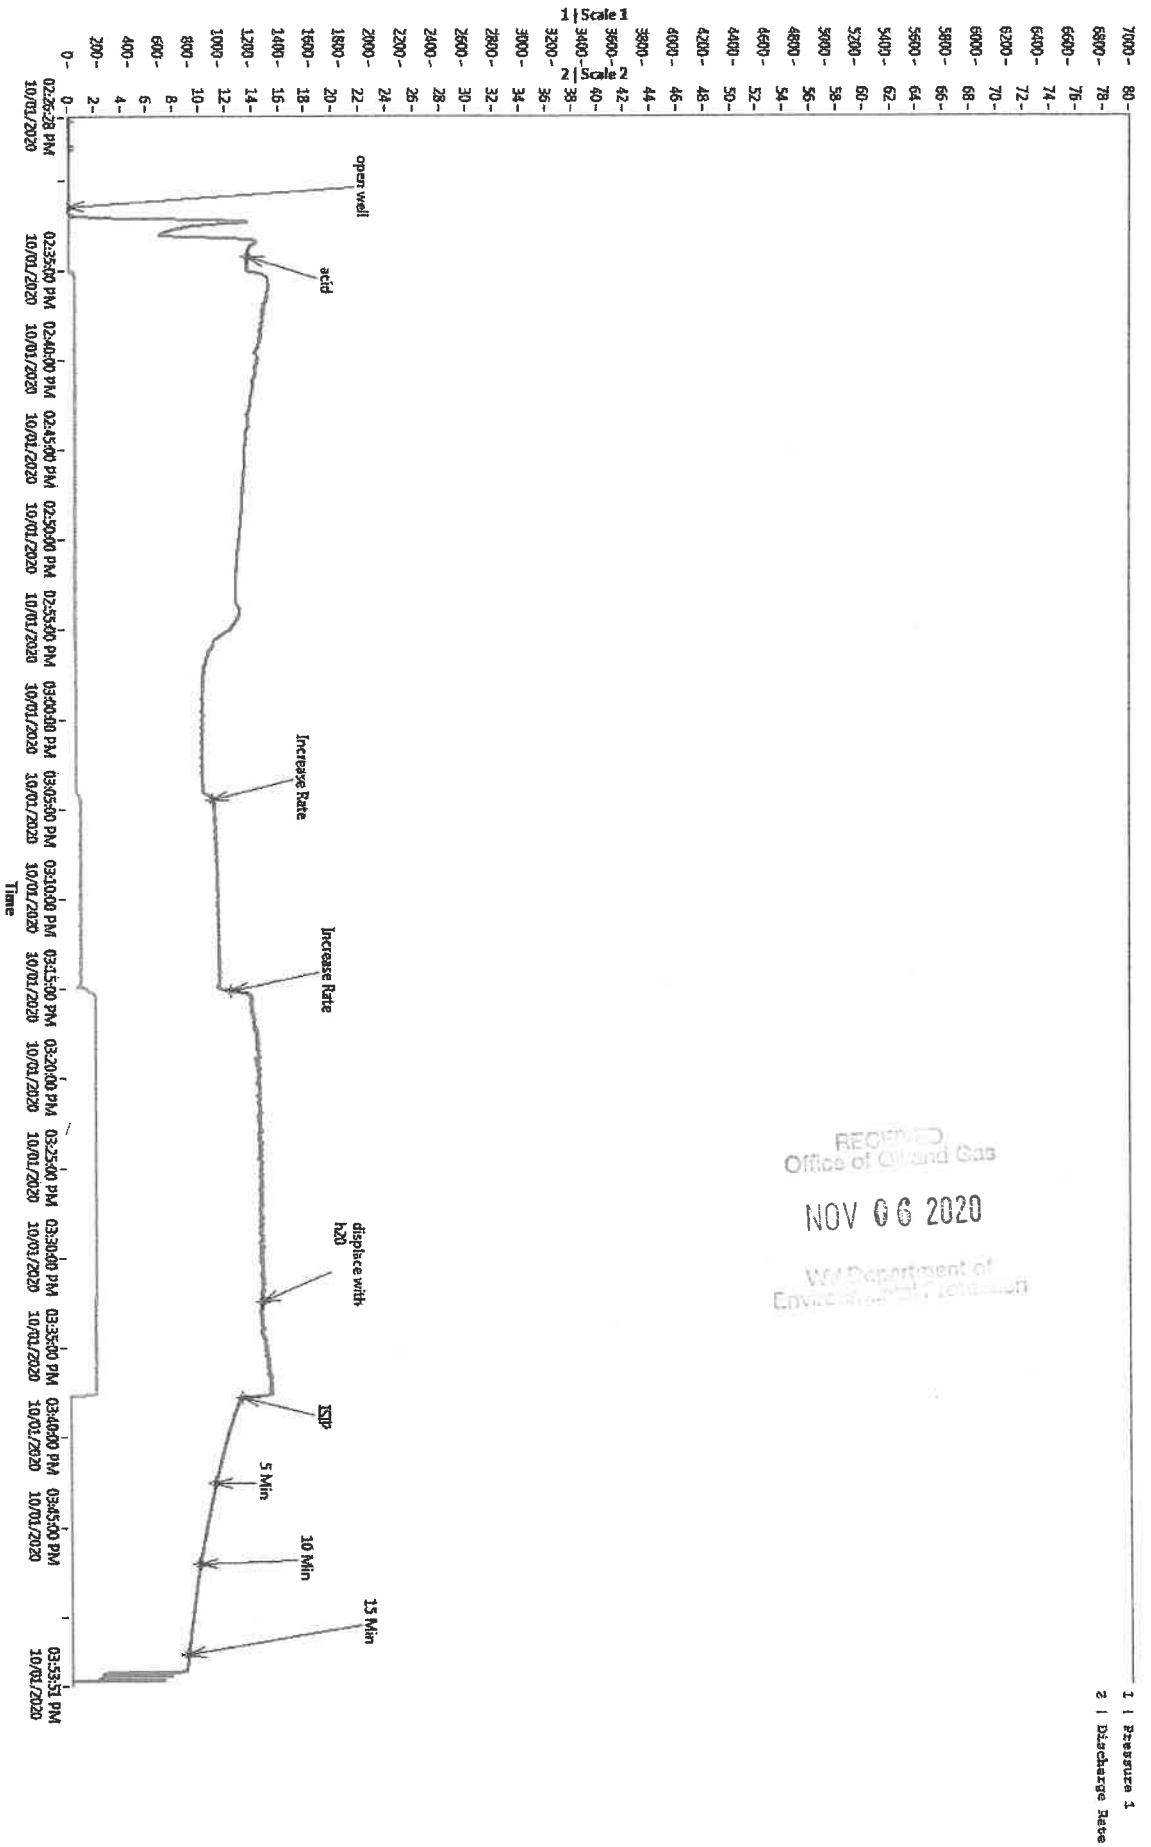 1 | Pressure 1
2 | Discharge Rate
1 | Scale 1
7000
6800
6600
6400
6200
6000
5800
5600
5400
5200
5000
4800
4600
4400
4200
4000
3800
3600
3400
3200
3000
2800
2600
2400
2200
2000
1800
1600
1400
1200
1000
800
600
400
200
0
2 | Scale 2
80
78
76
74
72
70
68
66
64
62
60
58
56
54
52
50
48
46
44
42
40
38
36
34
32
30
28
26
24
22
20
18
16
14
12
10
8
6
4
2
0
open well
acid
Increase Rate
Increase Rate
displace with
h20
ISIP
5 Min
10 Min
15 Min
RECEIVED
Office of Oil and Gas
NOV 06 2020
WV Department of
Environmental Protection
02:26:28 PM
10/01/2020
02:35:00 PM
10/01/2020
02:40:00 PM
10/01/2020
02:45:00 PM
10/01/2020
02:50:00 PM
10/01/2020
02:55:00 PM
10/01/2020
03:00:00 PM
10/01/2020
03:05:00 PM
10/01/2020
03:10:00 PM
10/01/2020
03:15:00 PM
10/01/2020
03:20:00 PM
10/01/2020
03:25:00 PM
10/01/2020
03:30:00 PM
10/01/2020
03:35:00 PM
10/01/2020
03:40:00 PM
10/01/2020
03:45:00 PM
10/01/2020
03:53:51 PM
10/01/2020
Time